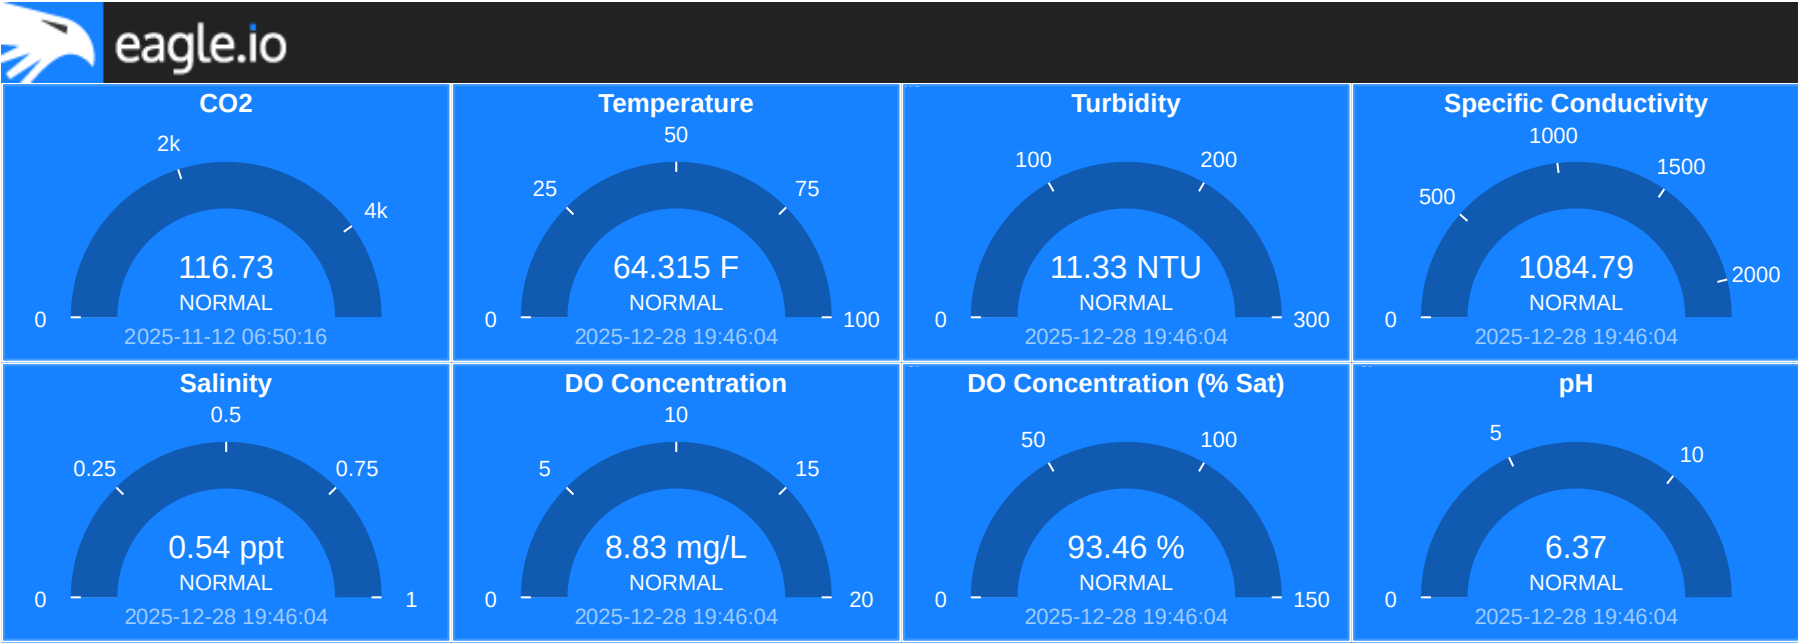 eagle.io
CO2
2k
4k
116.73
NORMAL
0
2025-11-12 06:50:16
Temperature
50
25
75
64.315 F
NORMAL
0
100
2025-12-28 19:46:04
Turbidity
100
200
11.33 NTU
NORMAL
0
300
2025-12-28 19:46:04
Specific Conductivity
1000
1500
500
2000
1084.79
NORMAL
0
2025-12-28 19:46:04
Salinity
0.5
0.25
0.75
0.54 ppt
NORMAL
0
1
2025-12-28 19:46:04
DO Concentration
10
5
15
8.83 mg/L
NORMAL
0
20
2025-12-28 19:46:04
DO Concentration (% Sat)
50
100
93.46 %
NORMAL
0
150
2025-12-28 19:46:04
pH
5
10
6.37
NORMAL
0
2025-12-28 19:46:04